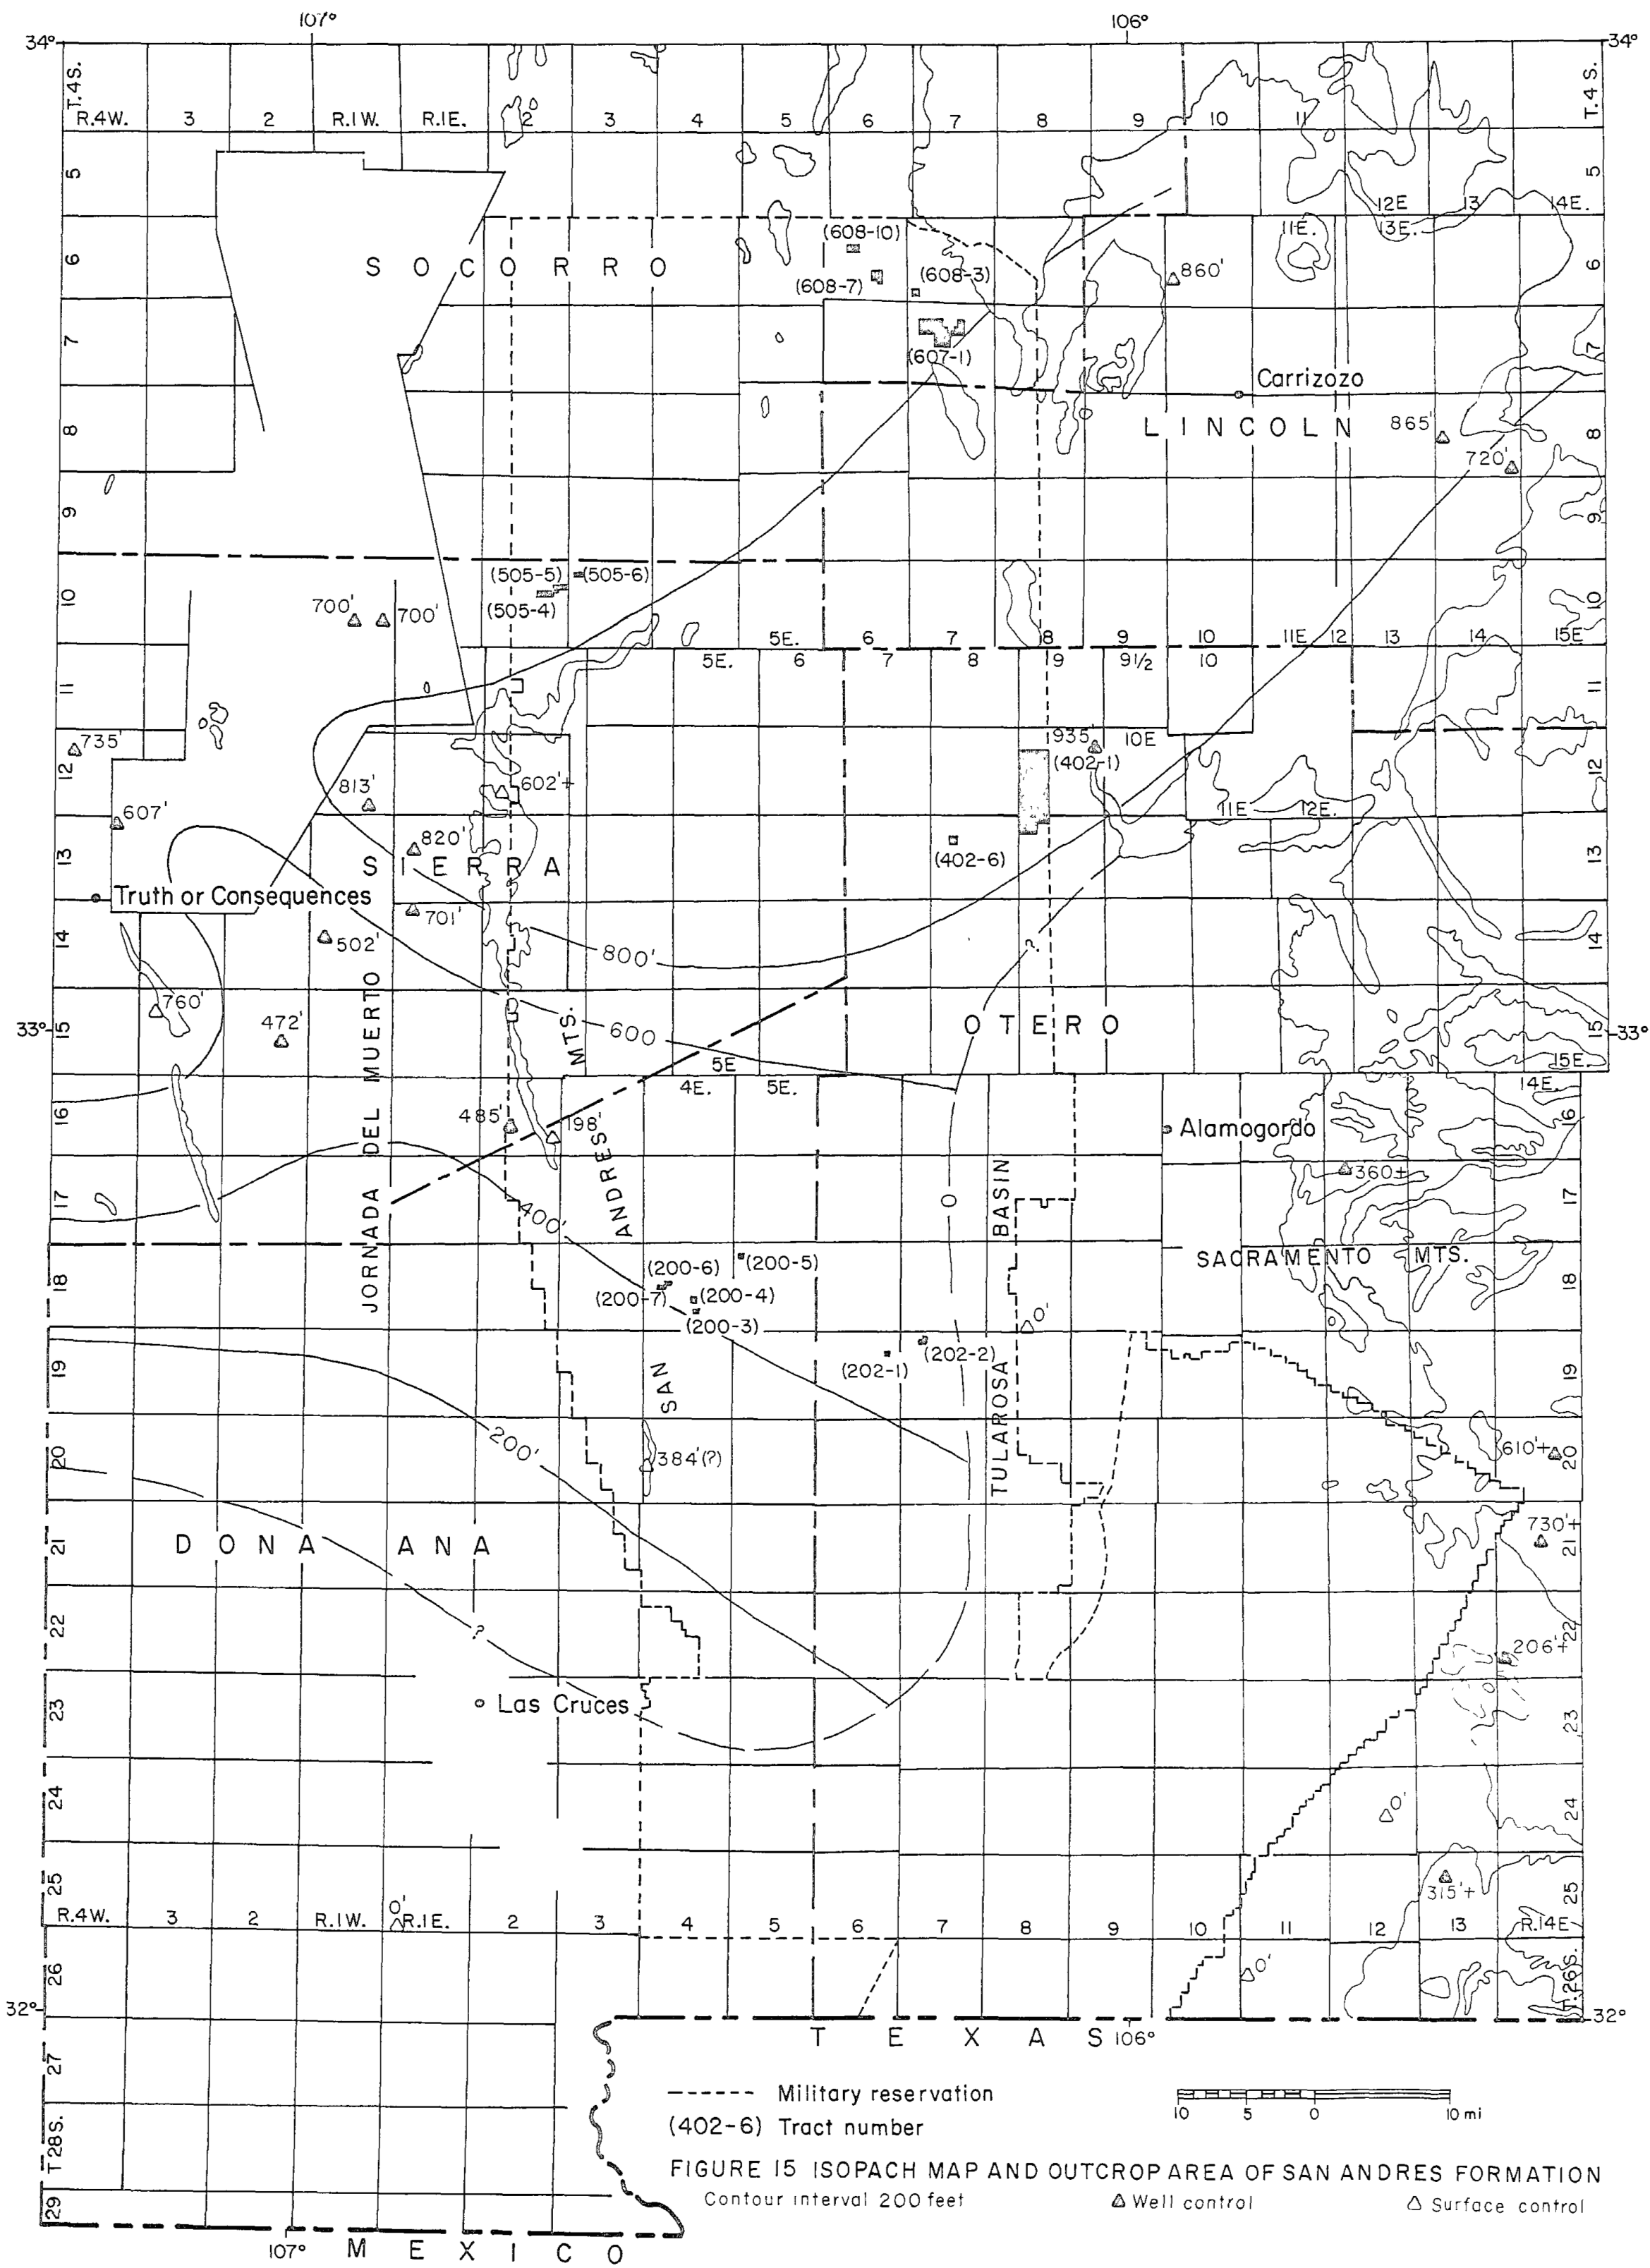 107° 106°
34° 34°
T.4S. R.4W. 3 2 R.1W. R.1E. 2 3 4 5 6 7 8 9 10 11 T.4 S.
5 5
12E 13 14E.
11E. 13E.
(608-10)
6 S O C O R R O 6
(608-7) (608-3) 860'
7 7
(607-1)
Carrizozo
8 L I N C O L N 865' 8
720'
9 9
(505-5) (505-6)
10 700' 700' (505-4) 10
5E. 6 7 8 9 10 11E 12 13 14 15E
5E. 6 7 8 9 9 1/2 10
11 11
735' 935' 10E
12 (402-1) 12
813' 602'+
607' 11E 12E.
820'
13 S I E R R A (402-6) 13
Truth or Consequences
701'
14 502' 800' ? 14
760'
33° 15 472' 600 O T E R O 15 33°
5E 15E.
4E. 5E. 14E.
16 485' 198' Alamogordo 16
360±
17 400' 0 17
JORNADA DEL MUERTO
SAN ANDRES MTS.
TULAROSA BASIN
SACRAMENTO MTS.
(200-6) (200-5)
18 (200-7) (200-4) 18
(200-3) 0'
19 (202-1) (202-2) 19
20 200' 384'(?) 610'+ 20
730'+
21 D O N A A N A 21
22 ? 206'+ 22
23 Las Cruces 23
24 0' 24
25 315'+ 25
0'
R.4W. 3 2 R.1W. R.1E. 2 3 4 5 6 7 8 9 10 11 12 13 R.14E
26 0' T.26S.
32° 32°
T E X A S 106°
27
Military reservation
10 5 0 10 mi
(402-6) Tract number
T28S.
FIGURE 15 ISOPACH MAP AND OUTCROP AREA OF SAN ANDRES FORMATION
29 Contour interval 200 feet Well control Surface control
107° M E X I C O